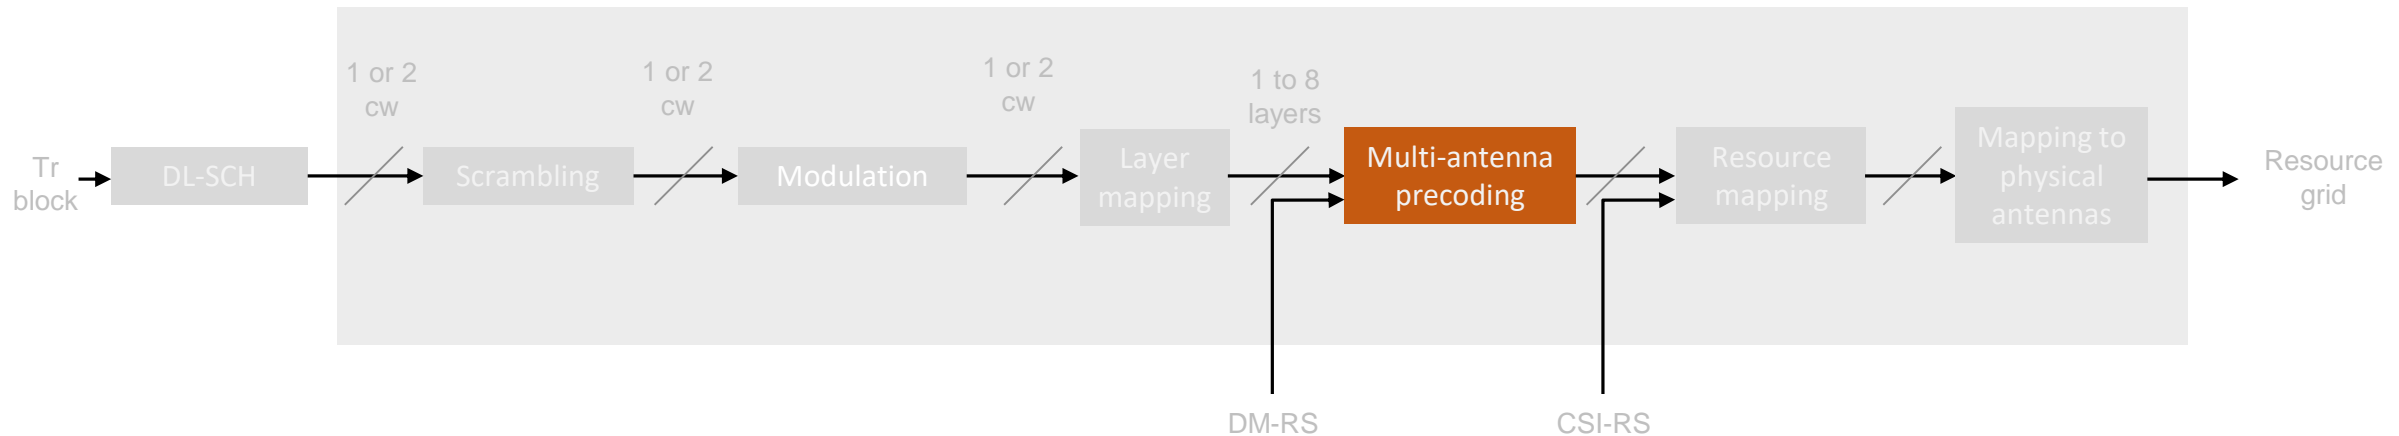 Tr
block
DL-SCH
1 or 2
cw
Scrambling
1 or 2
cw
Modulation
1 or 2
cw
Layer
mapping
1 to 8
layers
Multi-antenna
precoding
Resource
mapping
Mapping to
physical
antennas
Resource
grid
DM-RS
CSI-RS